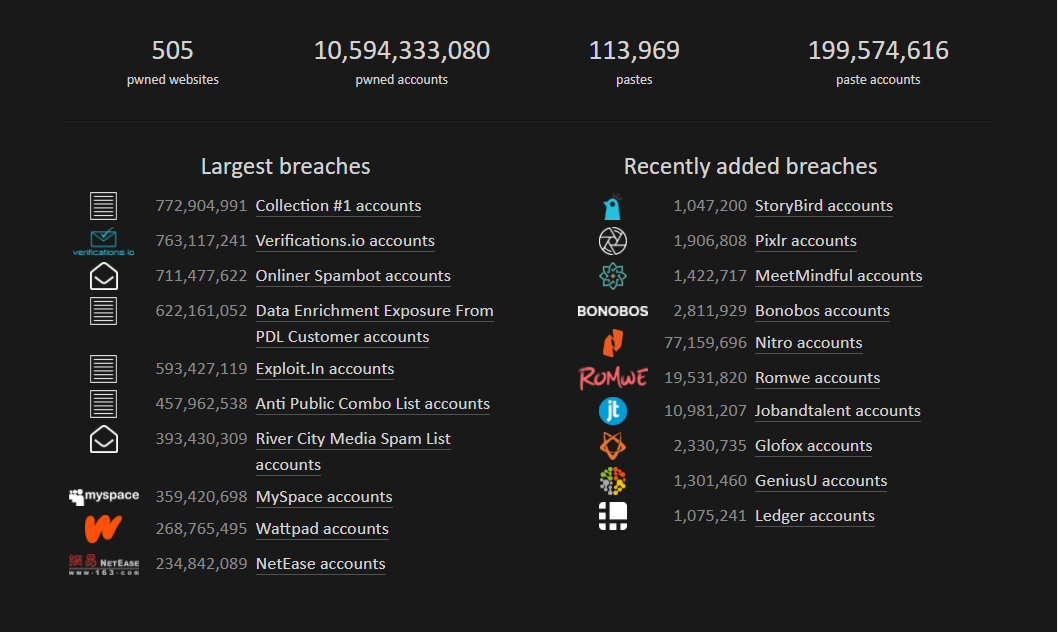 505 10,594,333,080 113,969 199,574,616
pwned websites pwned accounts pastes paste accounts
Largest breaches
772,904,991 Collection #1 accounts
verifications io 763,117,241 Verifications.io accounts
711,477,622 Onliner Spambot accounts
622,161,052 Data Enrichment Exposure From
PDL Customer accounts
593,427,119 Exploit.In accounts
457,962,538 Anti Public Combo List accounts
393,430,309 River City Media Spam List
accounts
myspace 359,420,698 MySpace accounts
268,765,495 Wattpad accounts
網易 NETEASE 234,842,089 NetEase accounts
www.163.com
Recently added breaches
1,047,200 StoryBird accounts
1,906,808 Pixlr accounts
1,422,717 MeetMindful accounts
BONOBOS 2,811,929 Bonobos accounts
77,159,696 Nitro accounts
ROMWE 19,531,820 Romwe accounts
jt 10,981,207 Jobandtalent accounts
2,330,735 Glofox accounts
1,301,460 GeniusU accounts
1,075,241 Ledger accounts